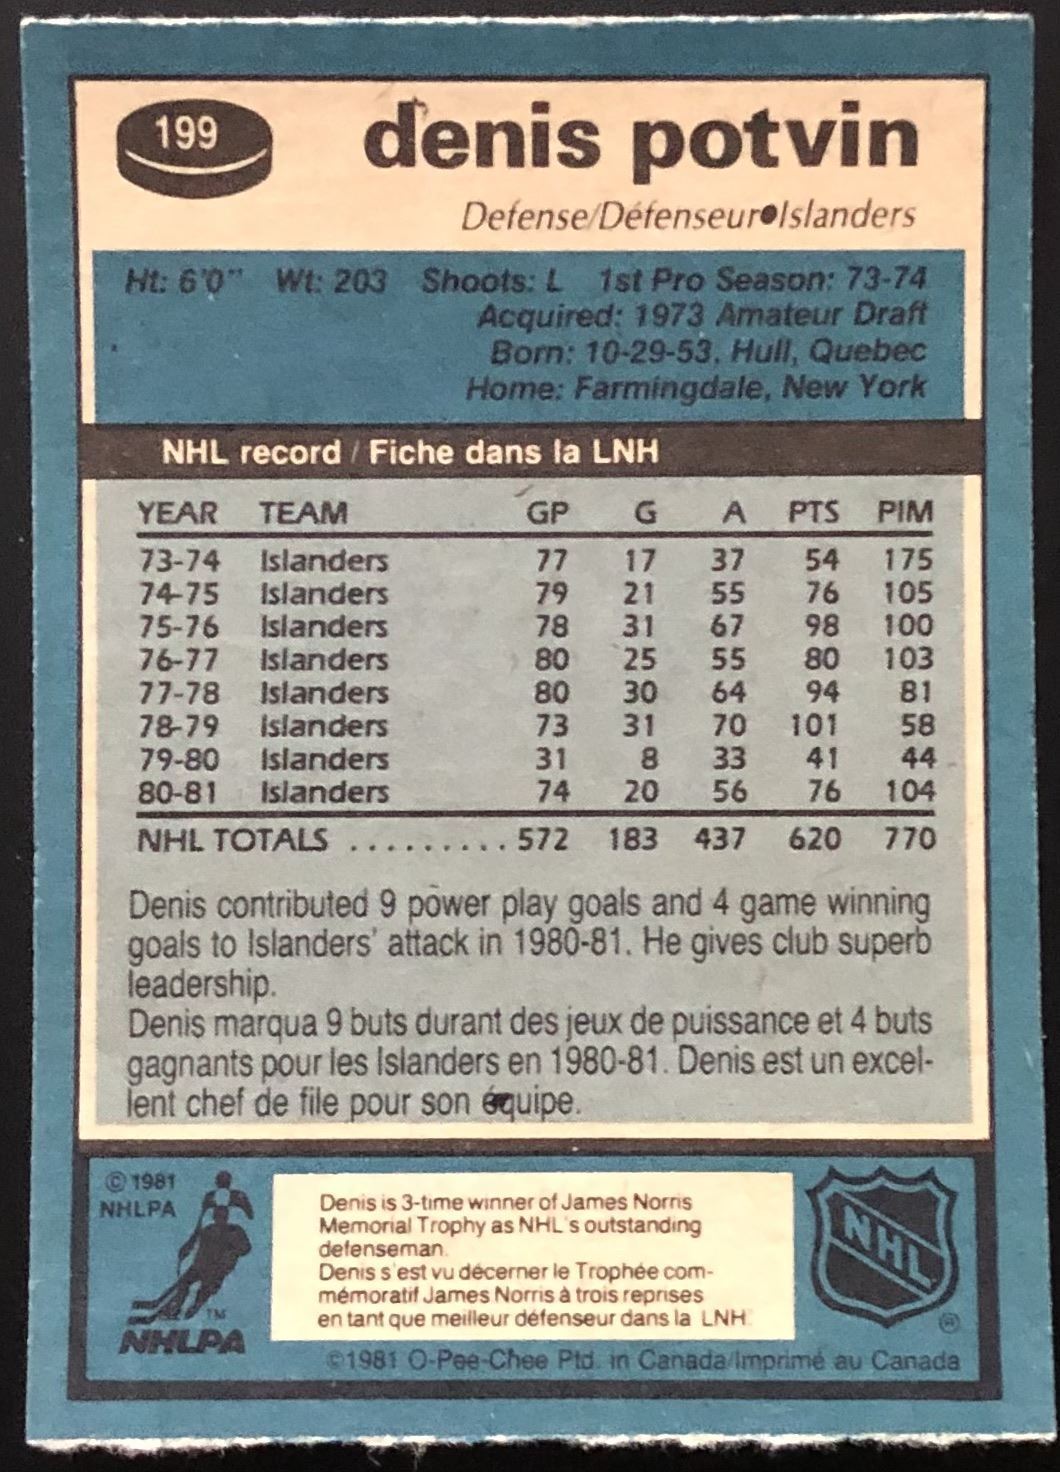 199
denis potvin
Defense/Défenseur●Islanders
Ht: 6'0" Wt: 203 Shoots: L 1st Pro Season: 73-74
Acquired: 1973 Amateur Draft
Born: 10-29-53, Hull, Quebec
Home: Farmingdale, New York
NHL record / Fiche dans la LNH
YEAR TEAM GP G A PTS PIM
73-74 Islanders 77 17 37 54 175
74-75 Islanders 79 21 55 76 105
75-76 Islanders 78 31 67 98 100
76-77 Islanders 80 25 55 80 103
77-78 Islanders 80 30 64 94 81
78-79 Islanders 73 31 70 101 58
79-80 Islanders 31 8 33 41 44
80-81 Islanders 74 20 56 76 104
NHL TOTALS ......... 572 183 437 620 770
Denis contributed 9 power play goals and 4 game winning
goals to Islanders' attack in 1980-81. He gives club superb
leadership.
Denis marqua 9 buts durant des jeux de puissance et 4 buts
gagnants pour les Islanders en 1980-81. Denis est un excel-
lent chef de file pour son équipe.
© 1981
NHLPA
TM
NHLPA
Denis is 3-time winner of James Norris
Memorial Trophy as NHL's outstanding
defenseman.
Denis s'est vu décerner le Trophée com-
mémoratif James Norris à trois reprises
en tant que meilleur défenseur dans la LNH.
NHL
®
©1981 O-Pee-Chee Ptd. in Canada/Imprimé au Canada